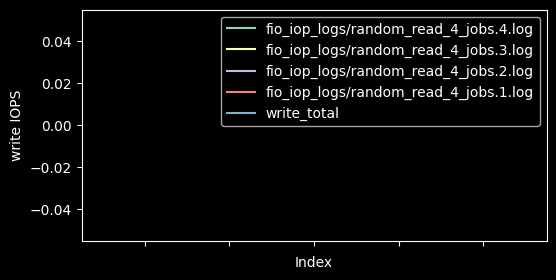 fio_iop_logs/random_read_4_jobs.4.log
fio_iop_logs/random_read_4_jobs.3.log
fio_iop_logs/random_read_4_jobs.2.log
fio_iop_logs/random_read_4_jobs.1.log
write_total
write IOPS
0.04
0.02
0.00
−0.02
−0.04
Index